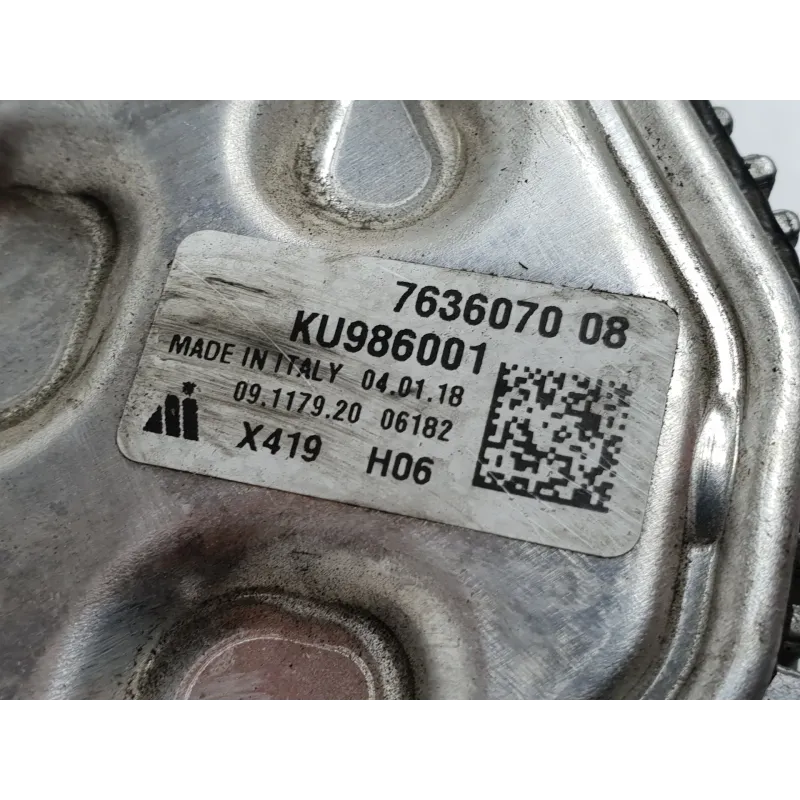 7636070 08
KU986001
MADE IN ITALY 04.01.18
09.1179.20 06182
X419 H06